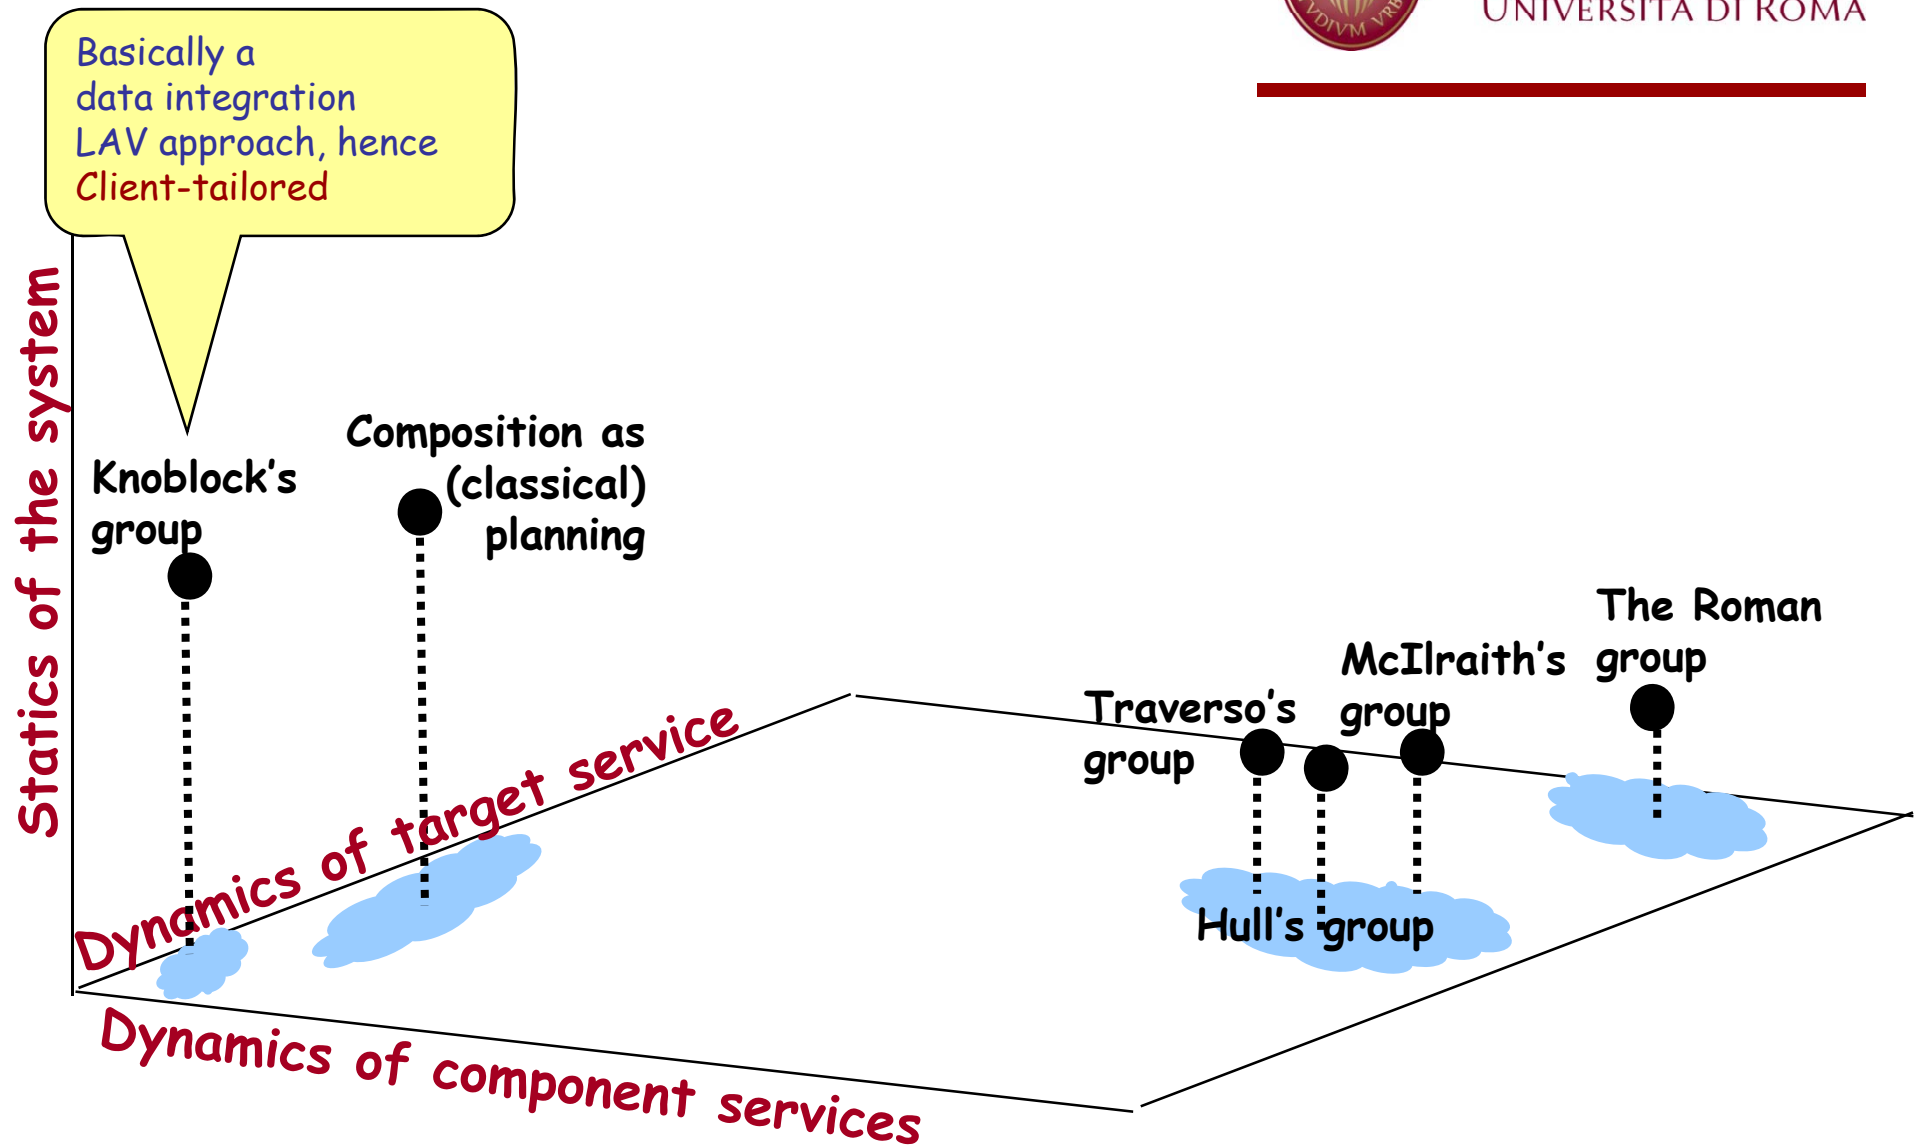 UNIVERSITÀ DI ROMA
STVDIVM VRB
Basically a
data integration
LAV approach, hence
Client-tailored
Statics of the system
Knoblock's
group
Composition as
(classical)
planning
The Roman
group
McIlraith's
group
Traverso's
group
Hull's group
Dynamics of target service
Dynamics of component services